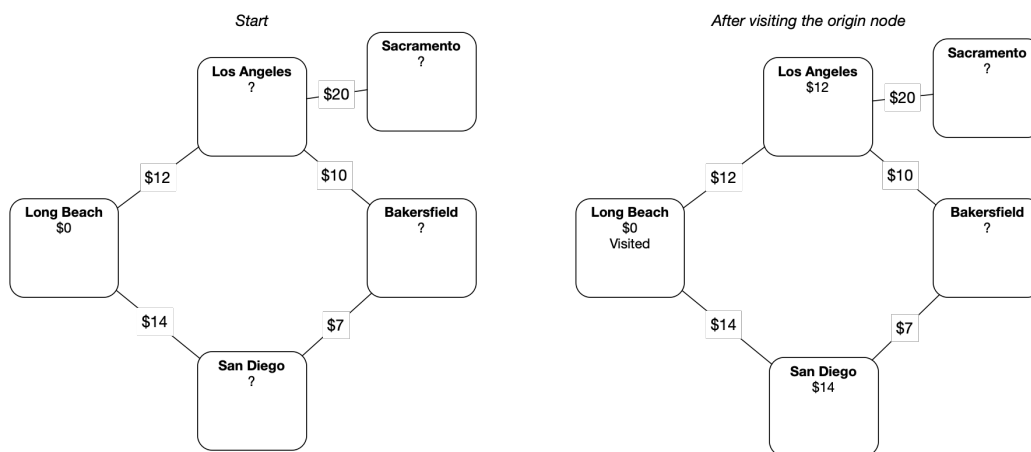 Start
Sacramento
?
Los Angeles
?
$20
$12
$10
Long Beach
$0
Bakersfield
?
$14
$7
San Diego
?
After visiting the origin node
Sacramento
?
Los Angeles
$12
$20
$12
$10
Long Beach
$0
Visited
Bakersfield
?
$14
$7
San Diego
$14